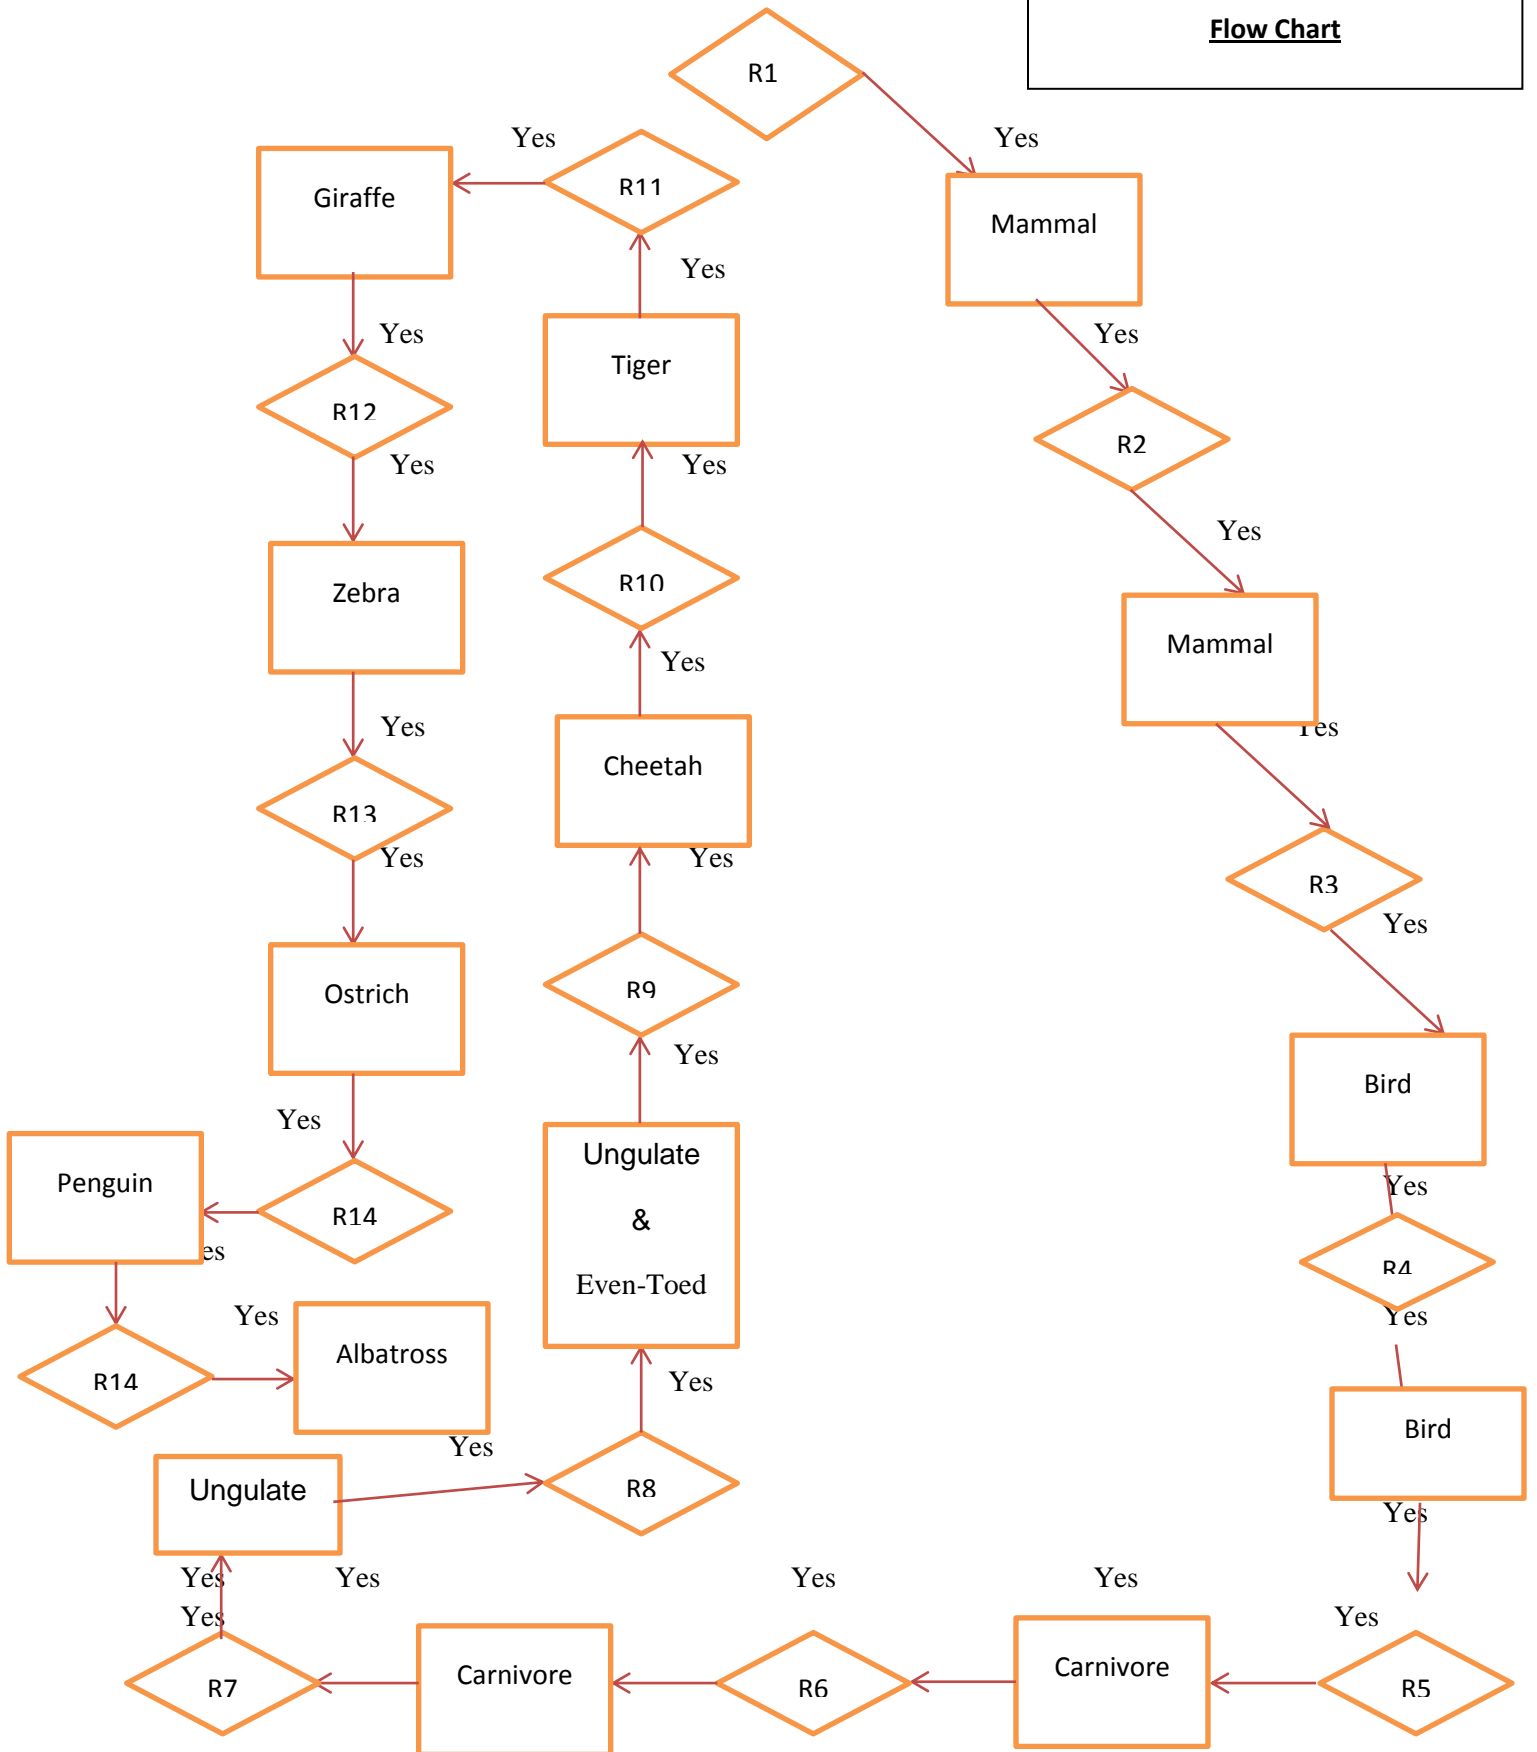 Flow Chart
R1
Yes
Mammal
Yes
R2
Yes
Mammal
Yes
R3
Yes
Bird
Yes
R4
Yes
Bird
Yes
R5
Yes
Carnivore
Yes
R6
Yes
Carnivore
R7
Yes
Yes
Yes
Ungulate
Yes
R8
Yes
Ungulate
&
Even-Toed
Yes
R9
Yes
Cheetah
Yes
R10
Yes
Tiger
Yes
R11
Yes
Giraffe
Yes
R12
Yes
Zebra
Yes
R13
Yes
Ostrich
Yes
R14
es
Penguin
R14
Yes
Albatross